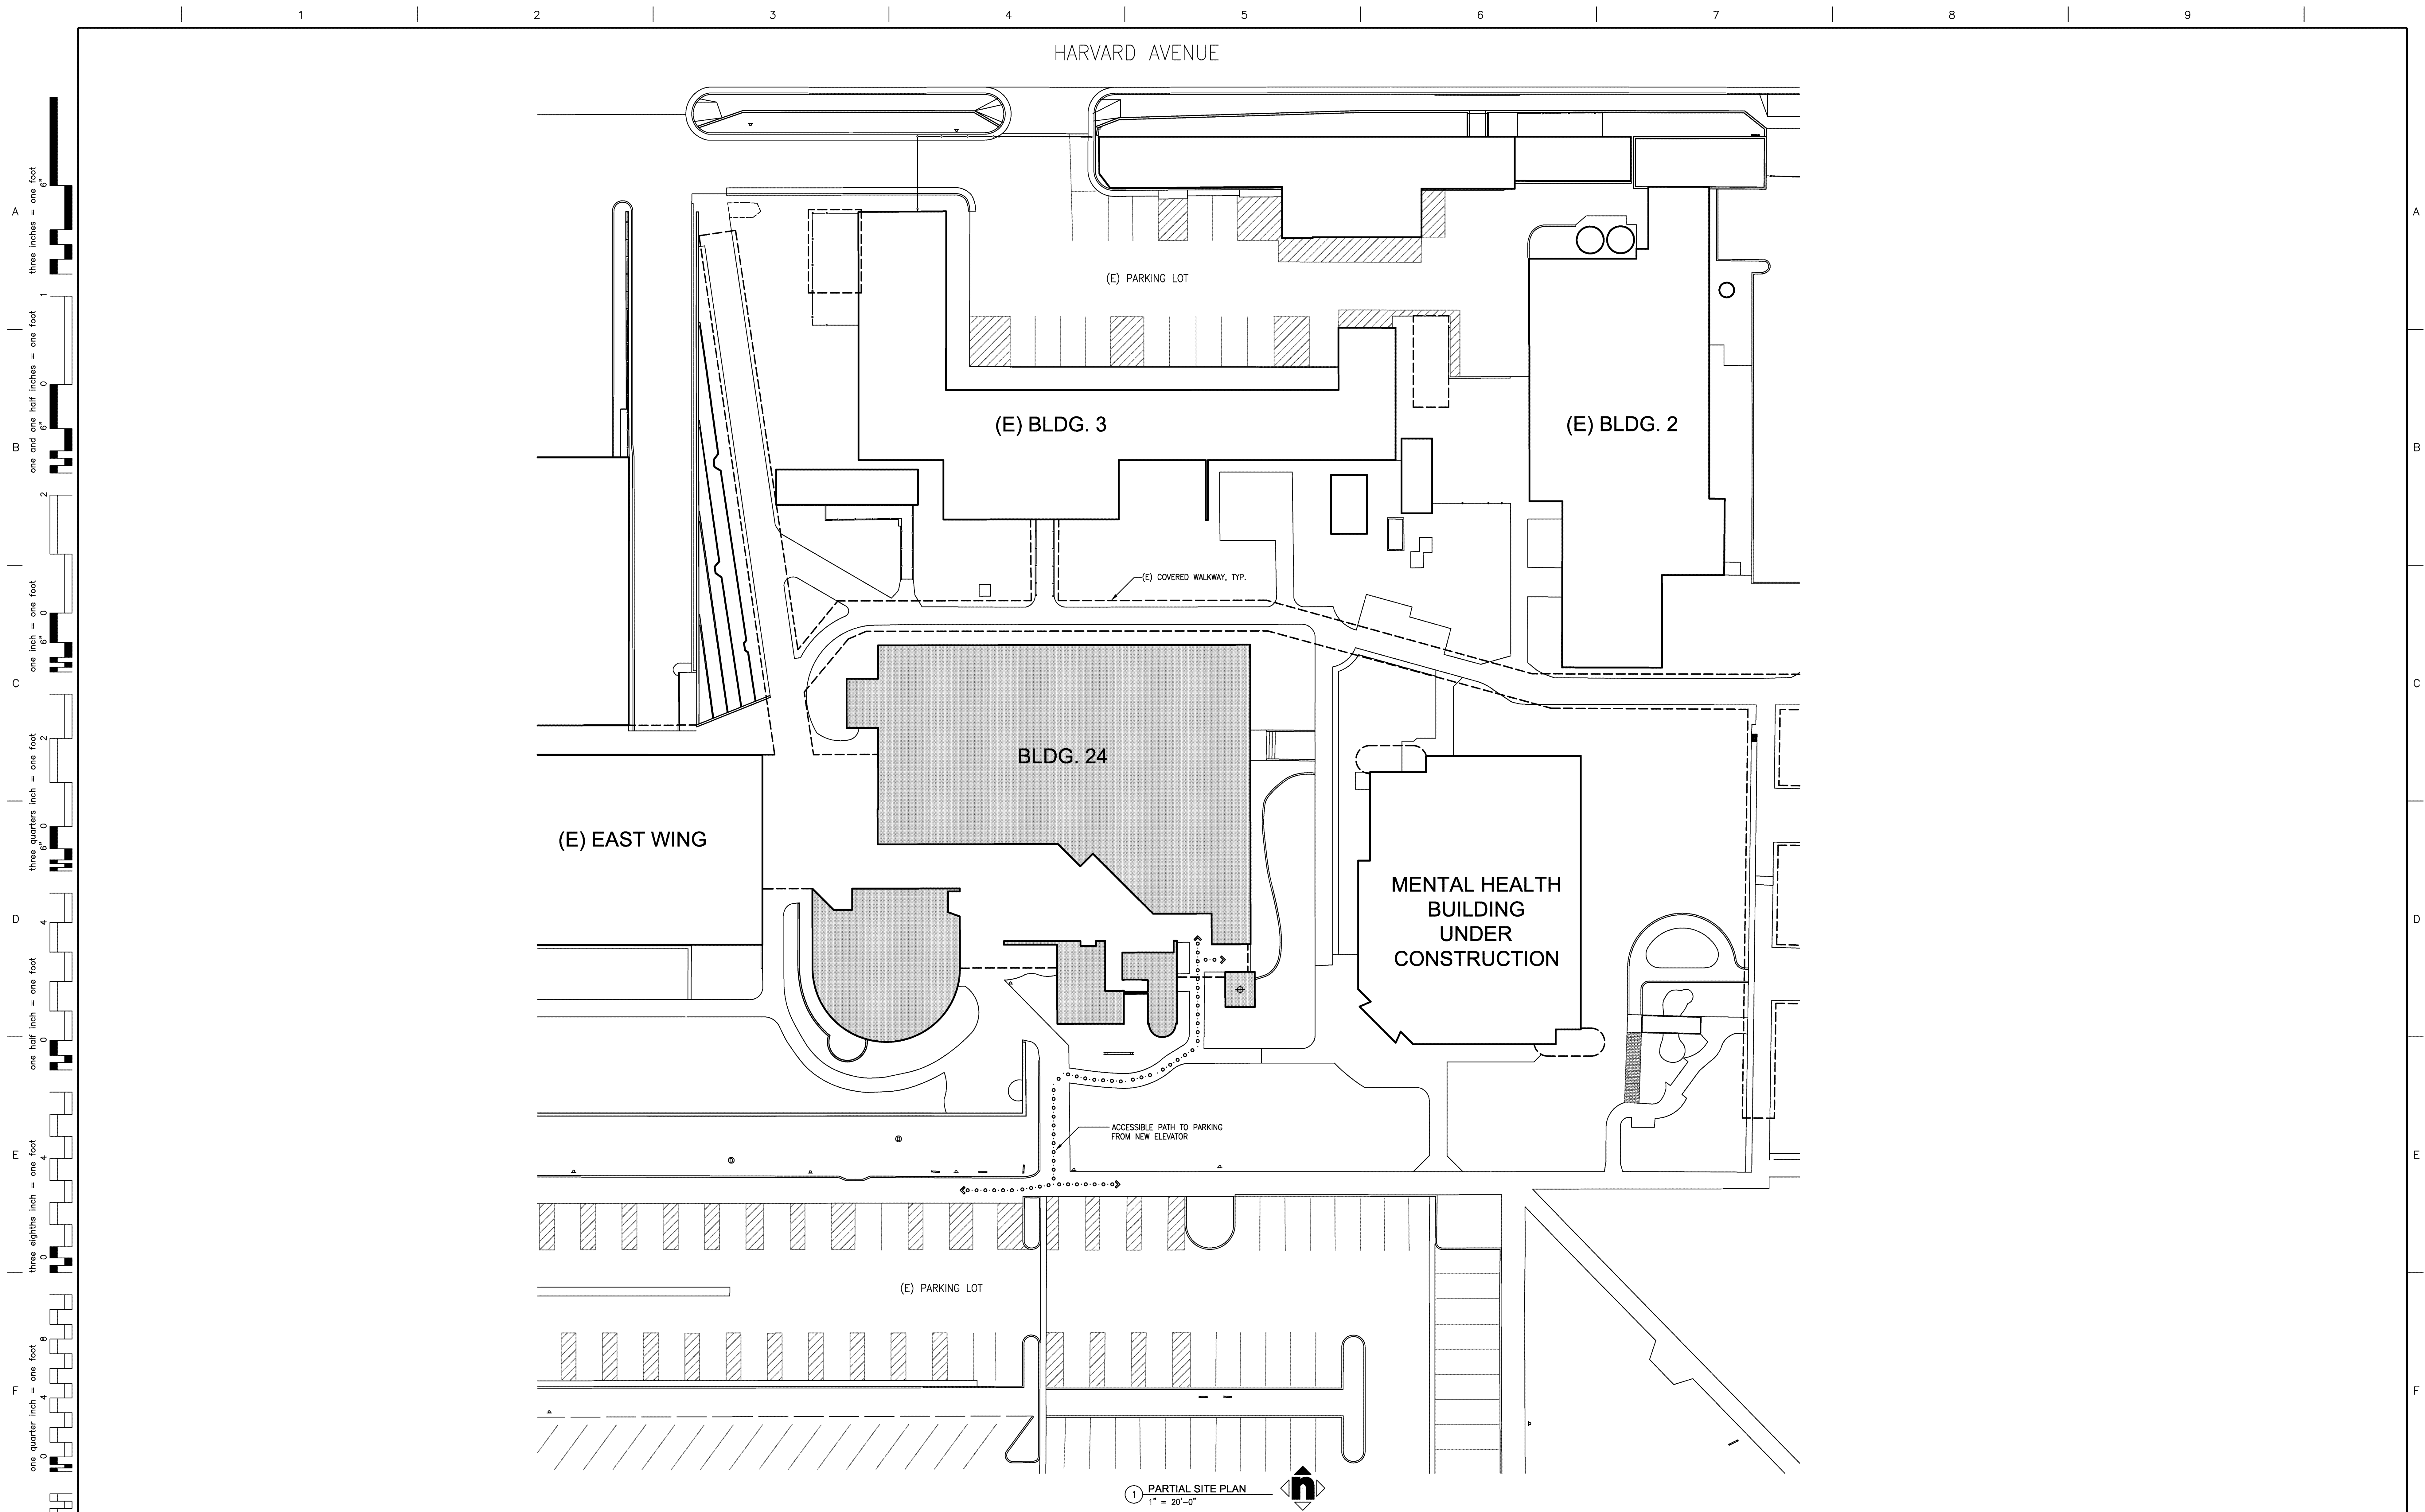 1 2 3 4 5 6 7 8 9
HARVARD AVENUE
A
B
C
D
E
F
A
B
C
D
E
F
three inches = one foot
6"
one and one half inches = one foot
1
0
6"
one inch = one foot
2
0
6"
three quarters inch = one foot
2
0
6"
one half inch = one foot
4
0
three eighths inch = one foot
4
0
one quarter inch = one foot
8
4
0
(E) PARKING LOT
(E) BLDG. 3
(E) BLDG. 2
(E) COVERED WALKWAY, TYP.
BLDG. 24
(E) EAST WING
MENTAL HEALTH
BUILDING
UNDER
CONSTRUCTION
ACCESSIBLE PATH TO PARKING
FROM NEW ELEVATOR
(E) PARKING LOT
1 PARTIAL SITE PLAN
1" = 20'-0"
n